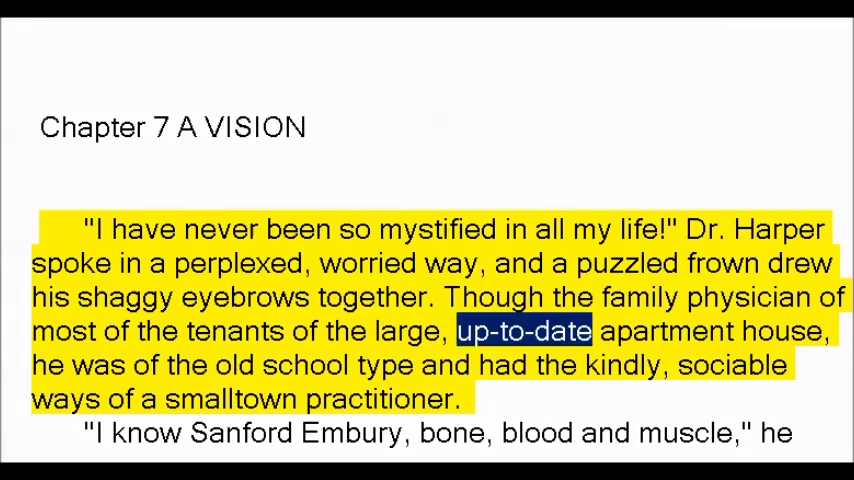 Chapter 7 A VISION
"I have never been so mystified in all my life!" Dr. Harper
spoke in a perplexed, worried way, and a puzzled frown drew
his shaggy eyebrows together. Though the family physician of
most of the tenants of the large, up-to-date apartment house,
he was of the old school type and had the kindly, sociable
ways of a smalltown practitioner.
"I know Sanford Embury, bone, blood and muscle," he